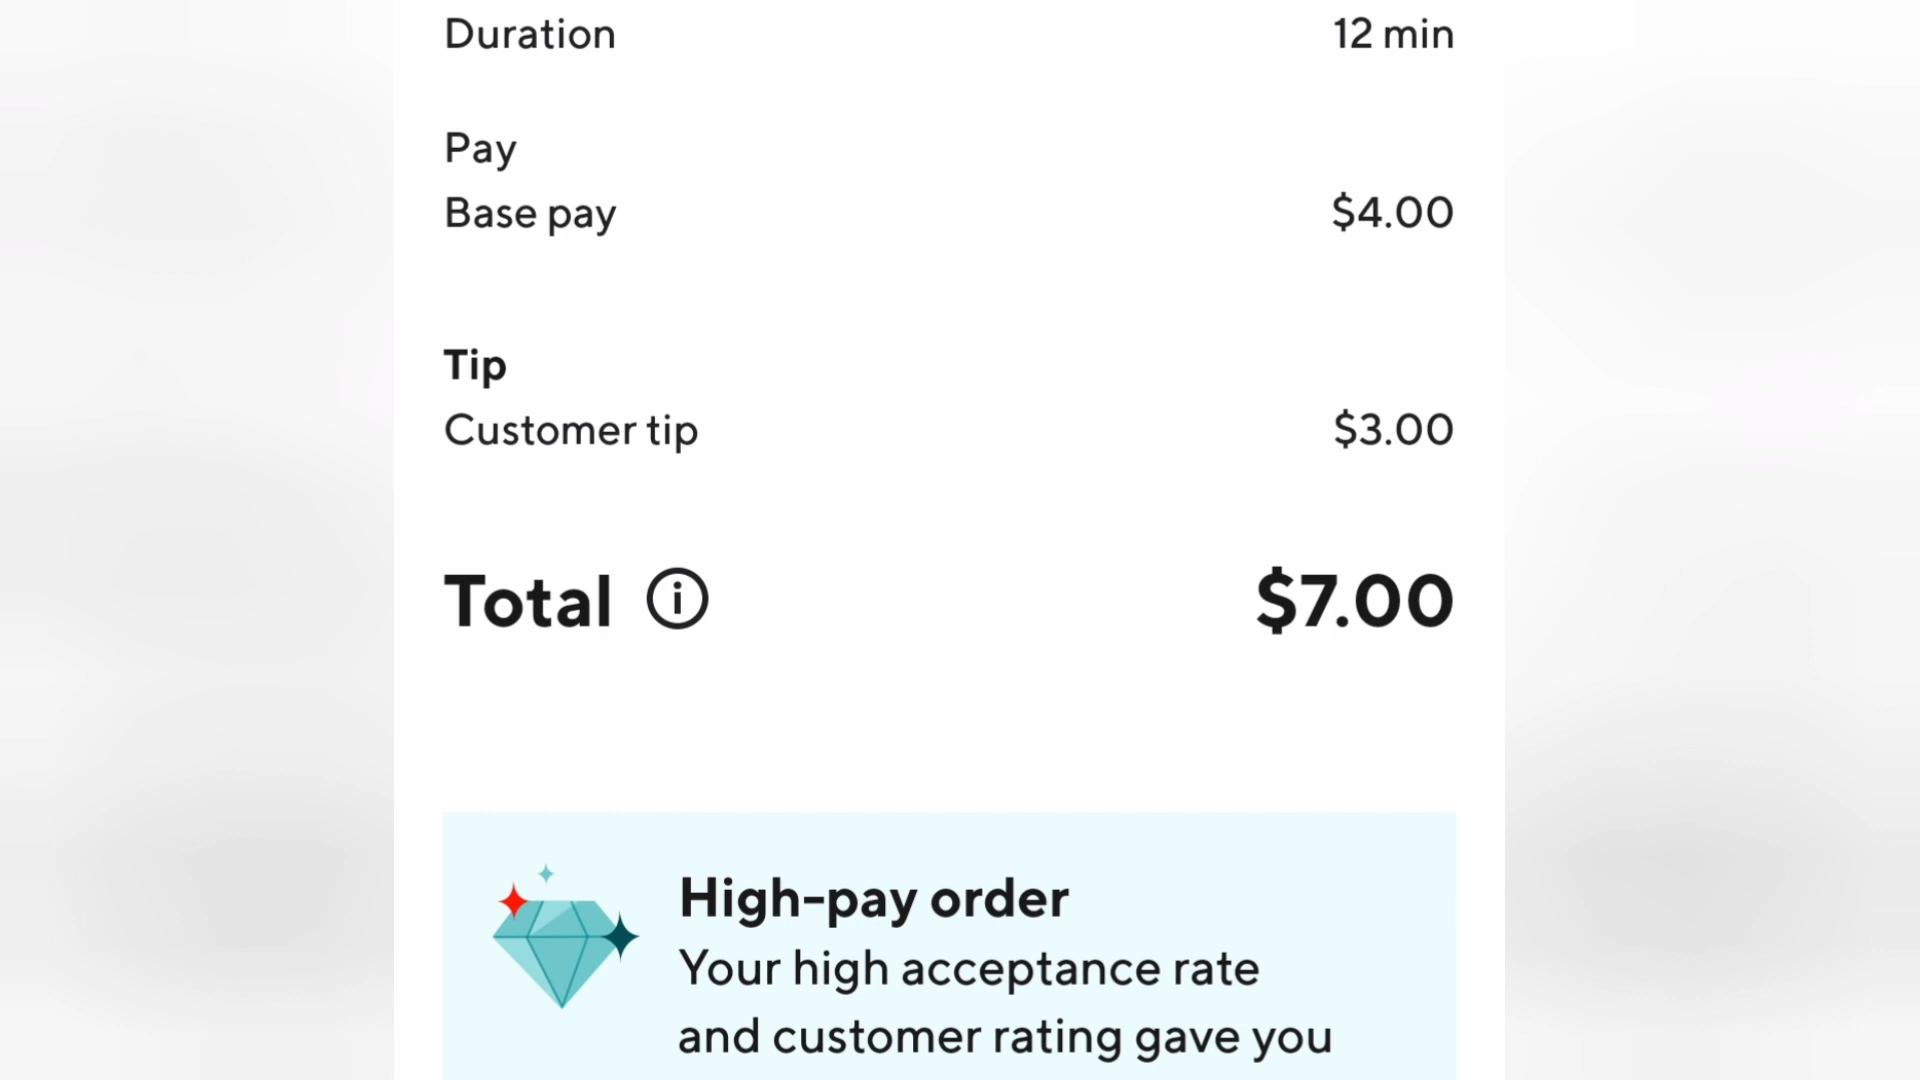 Duration 12 min
Pay
Base pay $4.00
Tip
Customer tip $3.00
Total $7.00
High-pay order
Your high acceptance rate
and customer rating gave you